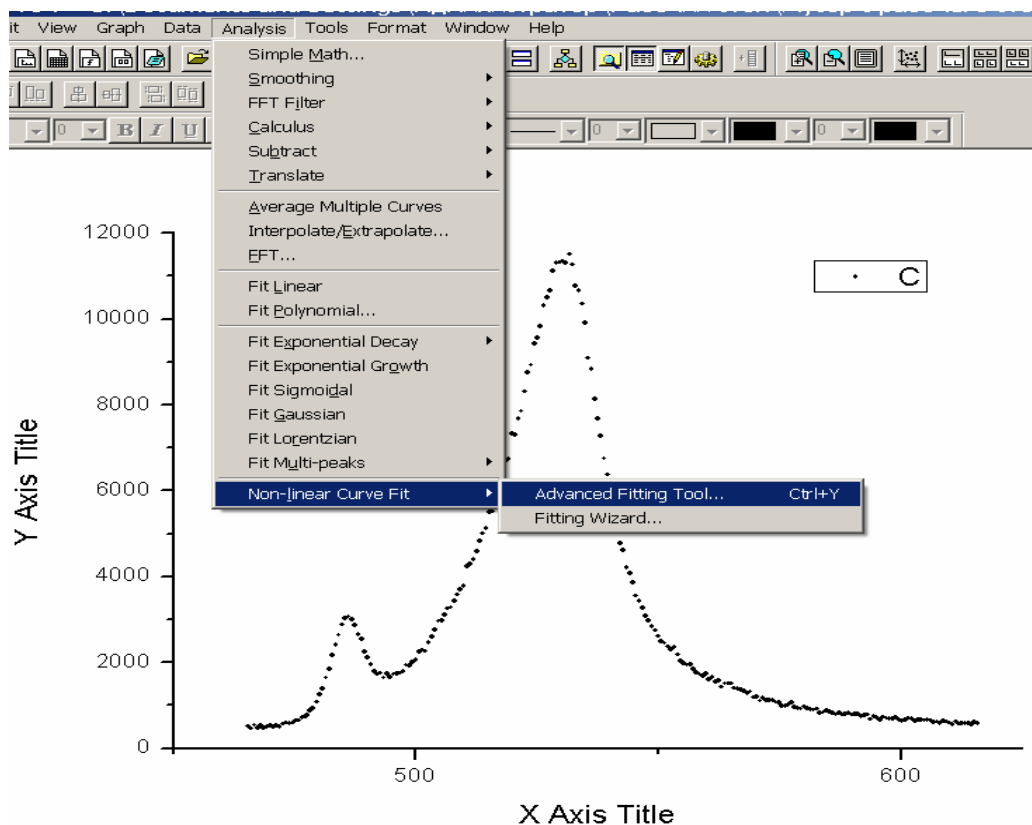 it View Graph Data Analysis Tools Format Window Help
Simple Math...
Smoothing
FFT Filter
Calculus
Subtract
Translate
Average Multiple Curves
Interpolate/Extrapolate...
FFT...
Fit Linear
Fit Polynomial...
Fit Exponential Decay
Fit Exponential Growth
Fit Sigmoidal
Fit Gaussian
Fit Lorentzian
Fit Multi-peaks
Non-linear Curve Fit
Advanced Fitting Tool... Ctrl+Y
Fitting Wizard...
0 B I U
0
0
C
12000
10000
8000
6000
4000
2000
0
Y Axis Title
500 600
X Axis Title